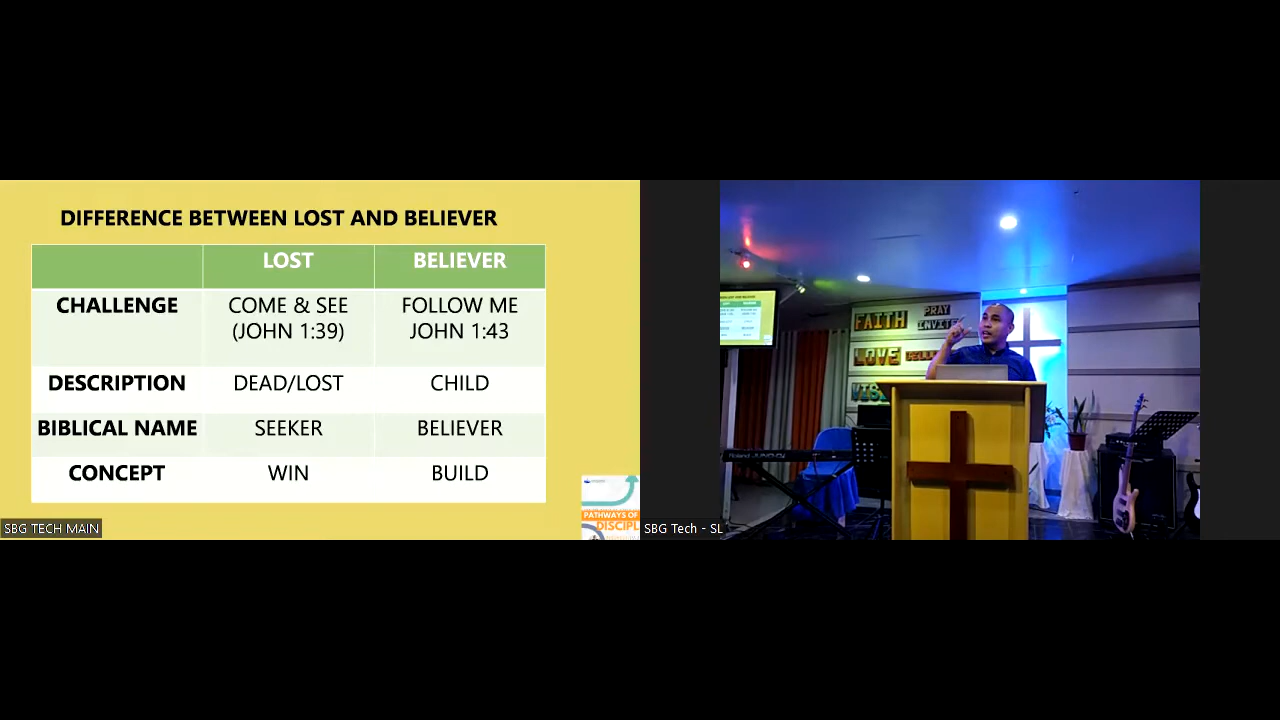 DIFFERENCE BETWEEN LOST AND BELIEVER
LOST BELIEVER
CHALLENGE COME & SEE FOLLOW ME
(JOHN 1:39) JOHN 1:43
DESCRIPTION DEAD/LOST CHILD
BIBLICAL NAME SEEKER BELIEVER
CONCEPT WIN BUILD
PATHWAYS OF
DISCIPL
SBG TECH MAIN
FAITH
PRAY
INVITE
LOVE
SBG Tech - SL